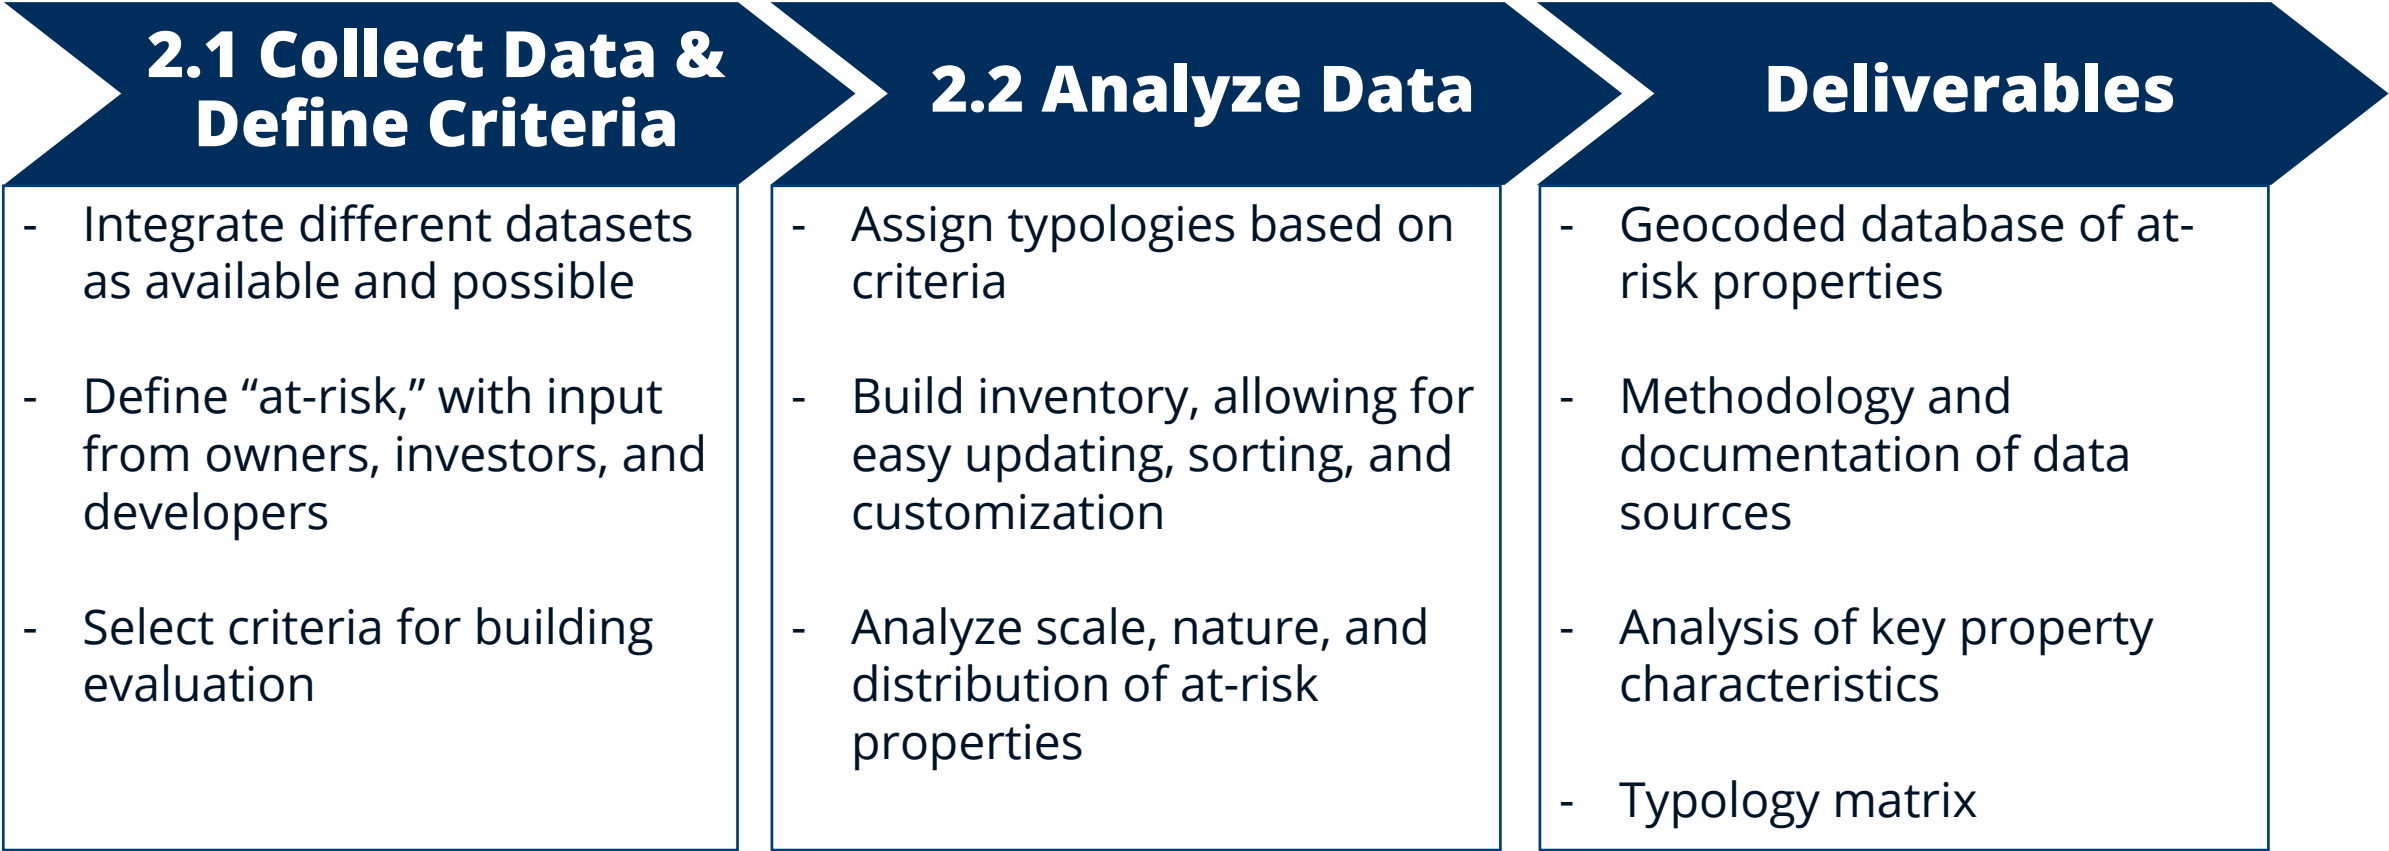 2.1 Collect Data &
Define Criteria
- Integrate different datasets
as available and possible
- Define “at-risk,” with input
from owners, investors, and
developers
- Select criteria for building
evaluation
2.2 Analyze Data
- Assign typologies based on
criteria
- Build inventory, allowing for
easy updating, sorting, and
customization
- Analyze scale, nature, and
distribution of at-risk
properties
Deliverables
- Geocoded database of at-
risk properties
- Methodology and
documentation of data
sources
- Analysis of key property
characteristics
- Typology matrix